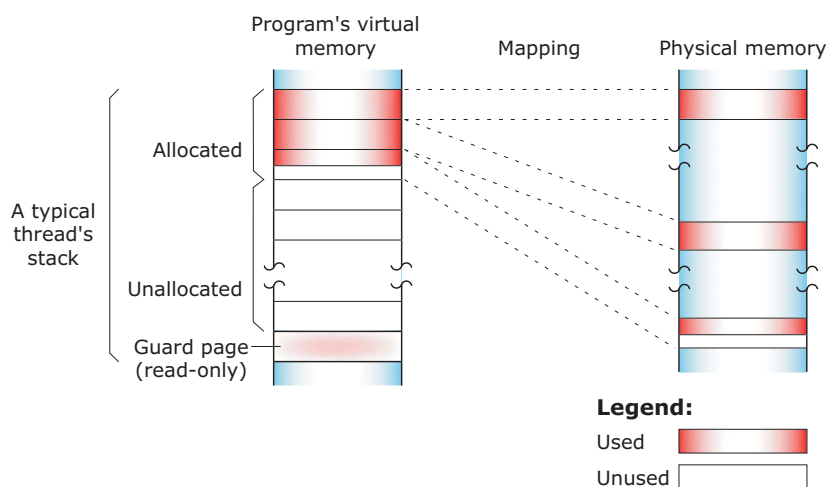 Program's virtual
memory
Mapping
Physical memory
Allocated
A typical
thread's
stack
Unallocated
Guard page
(read-only)
Legend:
Used
Unused